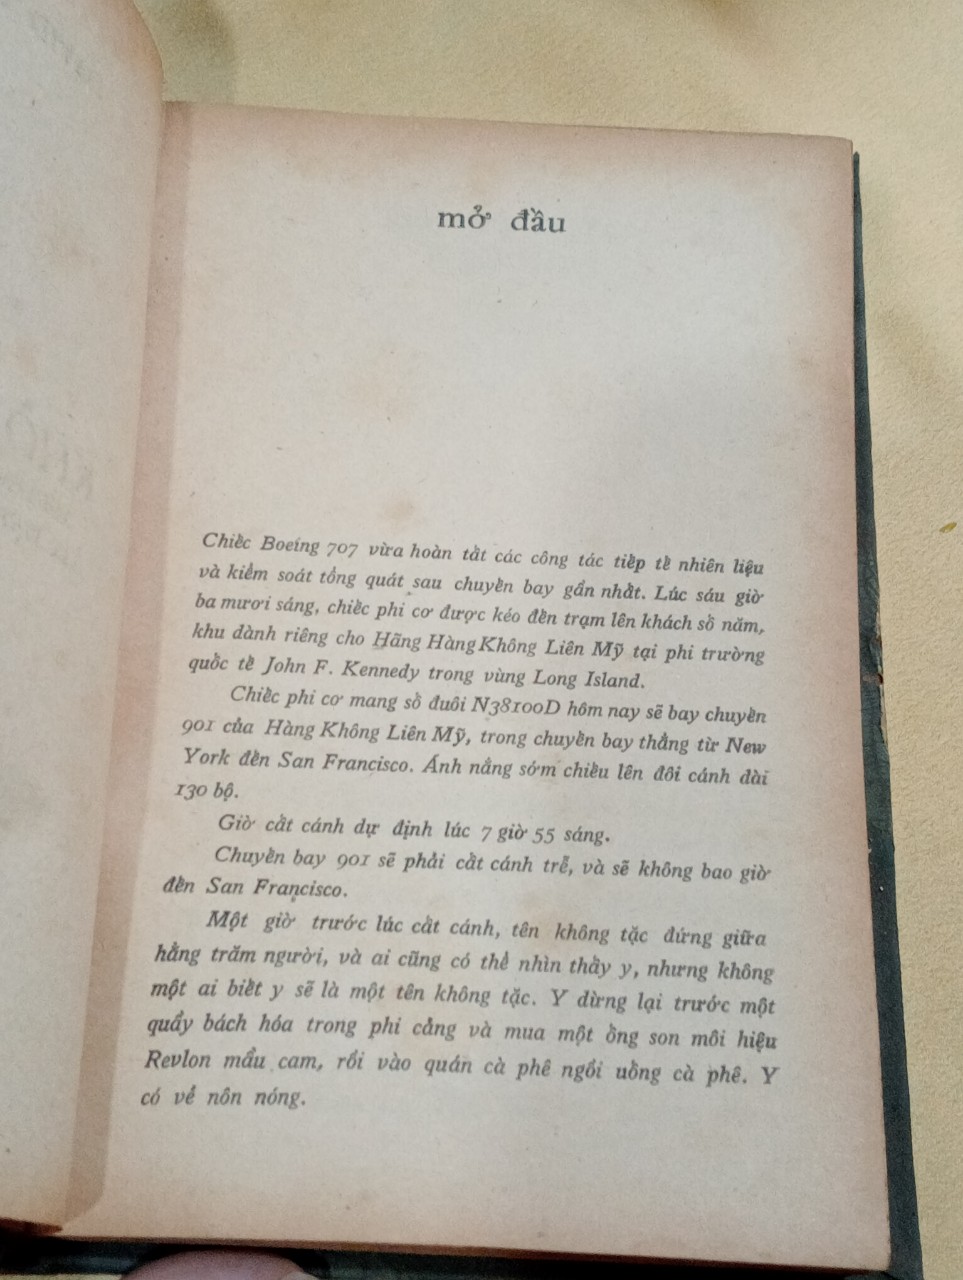 mở đầu
Chiếc Boeing 707 vừa hoàn tất các công tác tiếp tế nhiên liệu
và kiểm soát tổng quát sau chuyến bay gần nhất. Lúc sáu giờ
ba mươi sáng, chiếc phi cơ được kéo đến trạm lên khách số năm,
khu dành riêng cho Hãng Hàng Không Liên Mỹ tại phi trường
quốc tế John F. Kennedy trong vùng Long Island.
Chiếc phi cơ mang số đuôi N38100D hôm nay sẽ bay chuyến
901 của Hàng Không Liên Mỹ, trong chuyến bay thẳng từ New
York đến San Francisco. Ánh nắng sớm chiếu lên đôi cánh dài
130 bộ.
Giờ cất cánh dự định lúc 7 giờ 55 sáng.
Chuyến bay 901 sẽ phải cất cánh trễ, và sẽ không bao giờ
đến San Francisco.
Một giờ trước lúc cất cánh, tên không tặc đứng giữa
hằng trăm người, và ai cũng có thể nhìn thấy y, nhưng không
một ai biết y sẽ là một tên không tặc. Y dừng lại trước một
quầy bách hóa trong phi cảng và mua một ống son môi hiệu
Revlon mầu cam, rồi vào quán cà phê ngồi uống cà phê. Y
có vẻ nôn nóng.